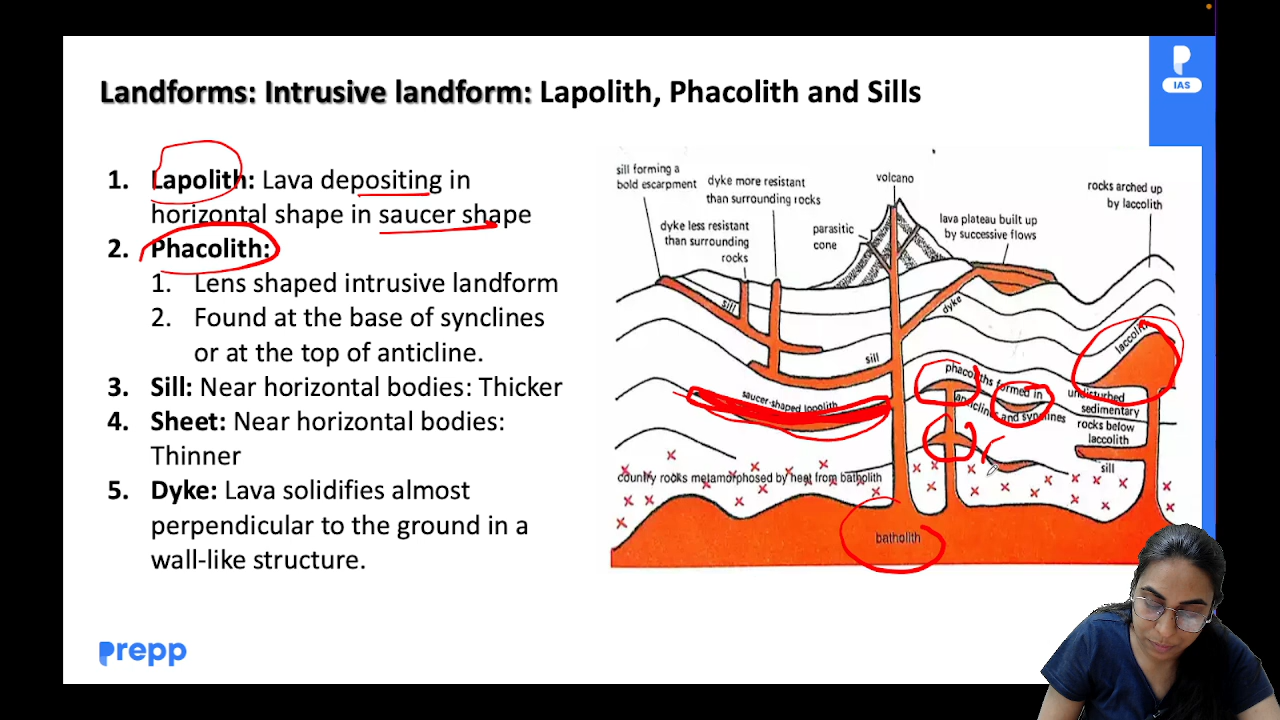 IAS
Landforms: Intrusive landform: Lapolith, Phacolith and Sills
1. Lapolith: Lava depositing in
horizontal shape in saucer shape
2. Phacolith:
1. Lens shaped intrusive landform
2. Found at the base of synclines
or at the top of anticline.
3. Sill: Near horizontal bodies: Thicker
4. Sheet: Near horizontal bodies:
Thinner
5. Dyke: Lava solidifies almost
perpendicular to the ground in a
wall-like structure.
prepp
sill forming a
bold escarpment
dyke more resistant
than surrounding rocks
dyke less resistant
than surrounding
rocks
volcano
parasitic
cone
lava plateau built up
by successive flows
rocks arched up
by laccolith
sill
dyke
sill
laccolith
saucer-shaped lopolith
phacoliths formed in
anticlines and synclines
undisturbed
sedimentary
rocks below
laccolith
sill
country rocks metamorphosed by heat from batholith
batholith